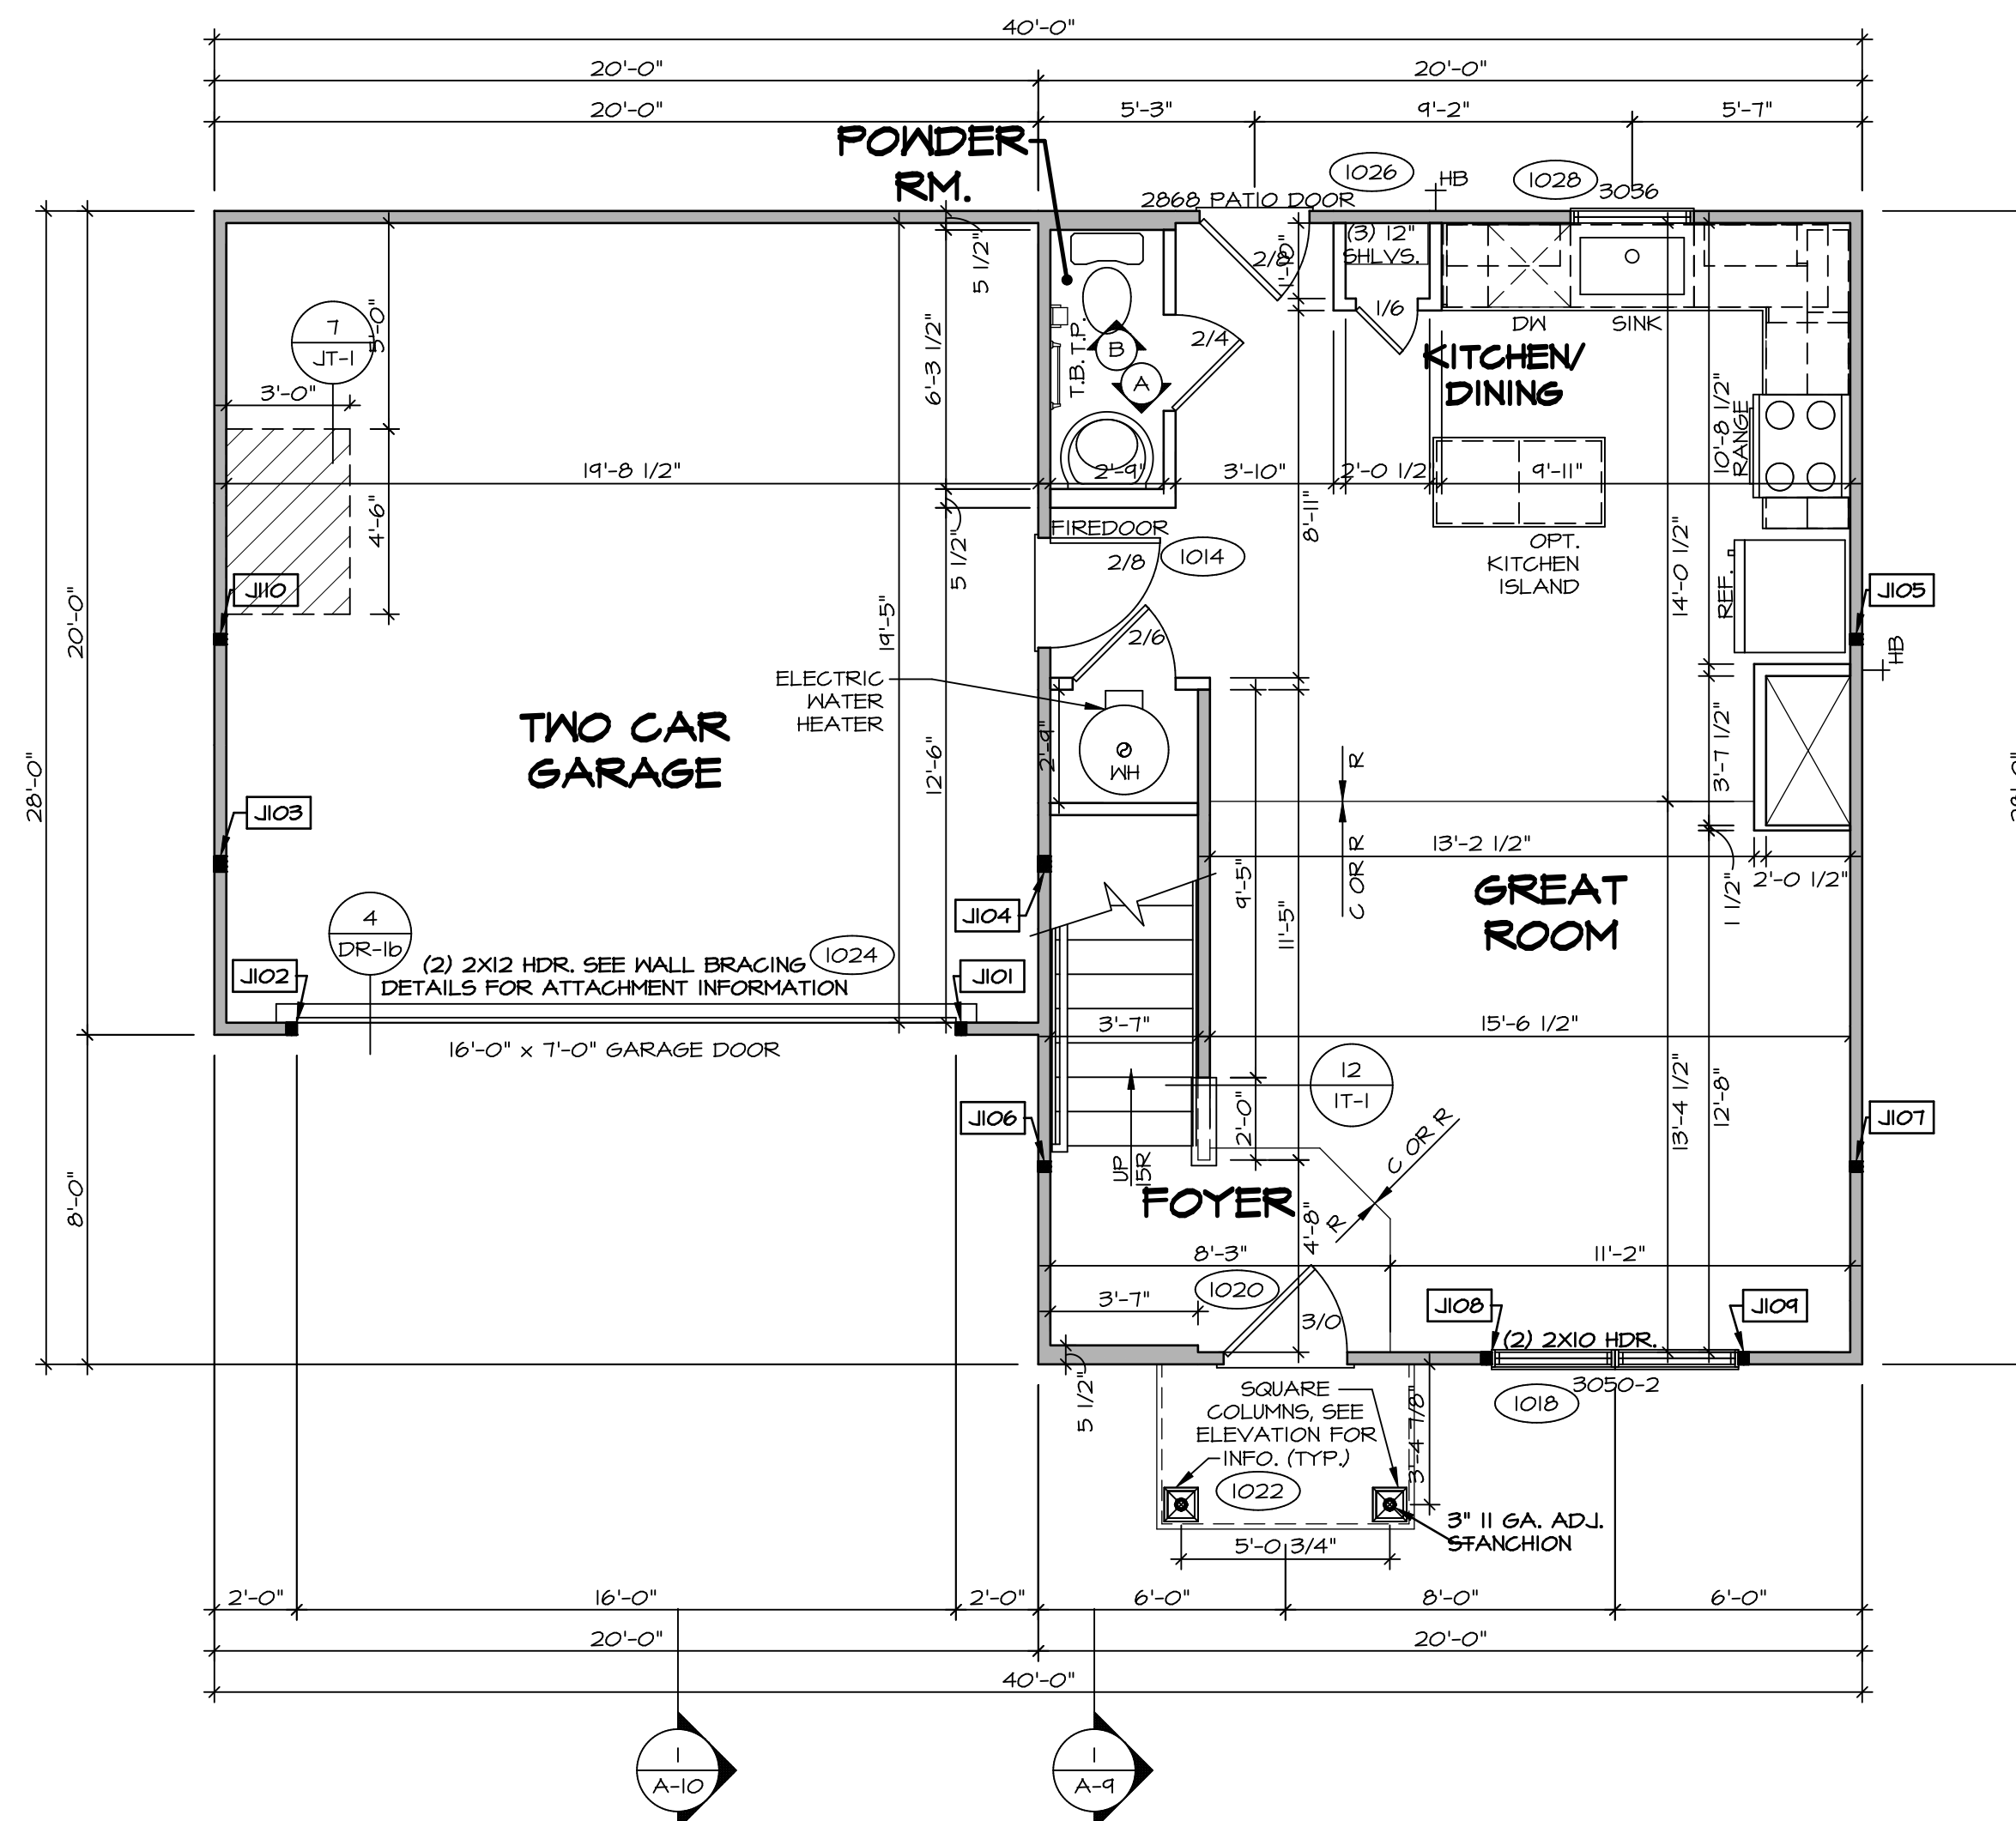 40'-0"
20'-0"
20'-0"
20'-0"
5'-3"
9'-2"
5'-7"
POWDER
RM.
1026
HB
1028
3036
2868 PATIO DOOR
(3) 12"
SHLVS.
2/8
5 1/2"
7
JT-1
5'-0"
3'-0"
6'-3 1/2"
T.B.
T.P.
B
A
2/4
1/6
DW
SINK
KITCHEN/
DINING
10'-8 1/2"
RANGE
19'-8 1/2"
2'-9"
3'-10"
2'-0 1/2"
9'-11"
4'-6"
5 1/2"
8'-11"
FIREDOOR
2/8
1014
OPT.
KITCHEN
ISLAND
14'-0 1/2"
REF.
J110
J105
HB
20'-0"
19'-5"
2/6
ELECTRIC
WATER
HEATER
TWO CAR
GARAGE
12'-6"
2'-9"
WH
R
3'-7 1/2"
28'-0"
J103
13'-2 1/2"
C OR R
9'-5"
11'-5"
GREAT
ROOM
1 1/2"
2'-0 1/2"
J104
4
DR-1b
(2) 2X12 HDR. SEE WALL BRACING
DETAILS FOR ATTACHMENT INFORMATION
1024
J102
J101
16'-0" x 7'-0" GARAGE DOOR
3'-7"
15'-6 1/2"
12
1T-1
J106
2'-0"
C OR R
R
13'-4 1/2"
12'-8"
J107
UP
15R
FOYER
8'-0"
4'-8"
8'-3"
11'-2"
1020
3'-7"
3/0
J108
J109
(2) 2X10 HDR.
3050-2
1018
5 1/2"
SQUARE
COLUMNS, SEE
ELEVATION FOR
INFO. (TYP.)
1022
3'-4 7/8"
3" 11 GA. ADJ.
STANCHION
5'-0 3/4"
2'-0"
16'-0"
2'-0"
6'-0"
8'-0"
6'-0"
20'-0"
20'-0"
40'-0"
1
A-10
1
A-9